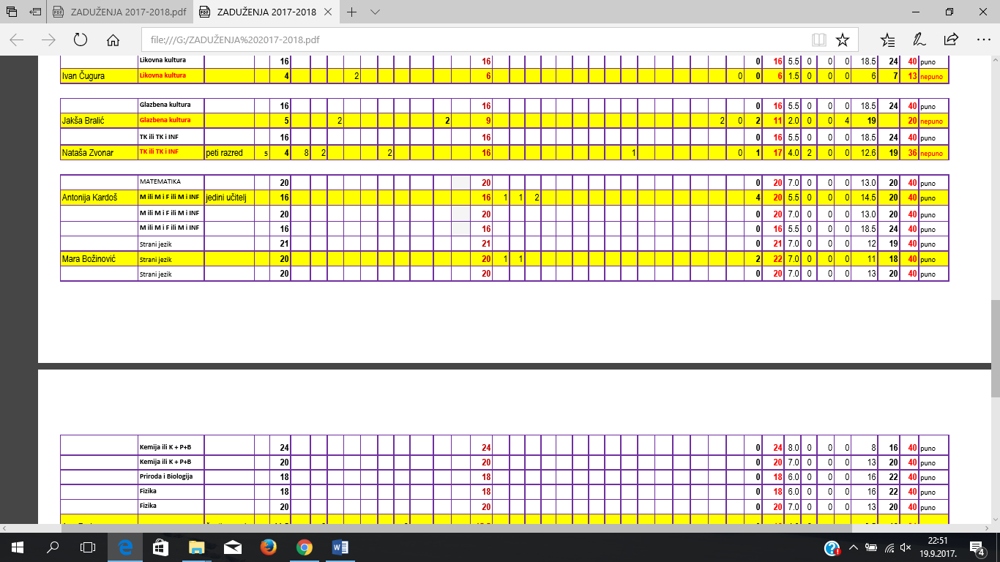 ZADUŽENJA 2017-2018.pdf ZADUŽENJA 2017-2018
file:///G:/ZADUŽENJA%202017-2018.pdf
Likovna kultura 16 16 0 16 5.5 0 0 0 18.5 24 40 puno
Ivan Čugura Likovna kultura 4 2 6 0 0 6 1.5 0 0 0 6 7 13 nepuno
Glazbena kultura 16 16 0 16 5.5 0 0 0 18.5 24 40 puno
Jakša Bralić Glazbena kultura 5 2 2 9 2 0 2 11 2.0 0 0 4 19 20 nepuno
TK ili TK i INF 16 16 0 16 5.5 0 0 0 18.5 24 40 puno
Nataša Zvonar TK ili TK i INF peti razred 5 4 8 2 2 16 1 0 1 17 4.0 2 0 0 12.6 19 36 nepuno
MATEMATIKA 20 20 0 20 7.0 0 0 0 13.0 20 40 puno
Antonija Kardoš M ili M i F ili M i INF jedini učitelj 16 16 1 1 2 4 20 5.5 0 0 0 14.5 20 40 puno
M ili M i F ili M i INF 20 20 0 20 7.0 0 0 0 13.0 20 40 puno
M ili M i F ili M i INF 16 16 0 16 5.5 0 0 0 18.5 24 40 puno
Strani jezik 21 21 0 21 7.0 0 0 0 12 19 40 puno
Mara Božinović Strani jezik 20 20 1 1 2 22 7.0 0 0 0 11 18 40 puno
Strani jezik 20 20 0 20 7.0 0 0 0 13 20 40 puno
Kemija ili K + P+B 24 24 0 24 8.0 0 0 0 8 16 40 puno
Kemija ili K + P+B 20 20 0 20 7.0 0 0 0 13 20 40 puno
Priroda i Biologija 18 18 0 18 6.0 0 0 0 16 22 40 puno
Fizika 18 18 0 18 6.0 0 0 0 16 22 40 puno
Fizika 20 20 0 20 7.0 0 0 0 13 20 40 puno
22:51
19.9.2017.
4